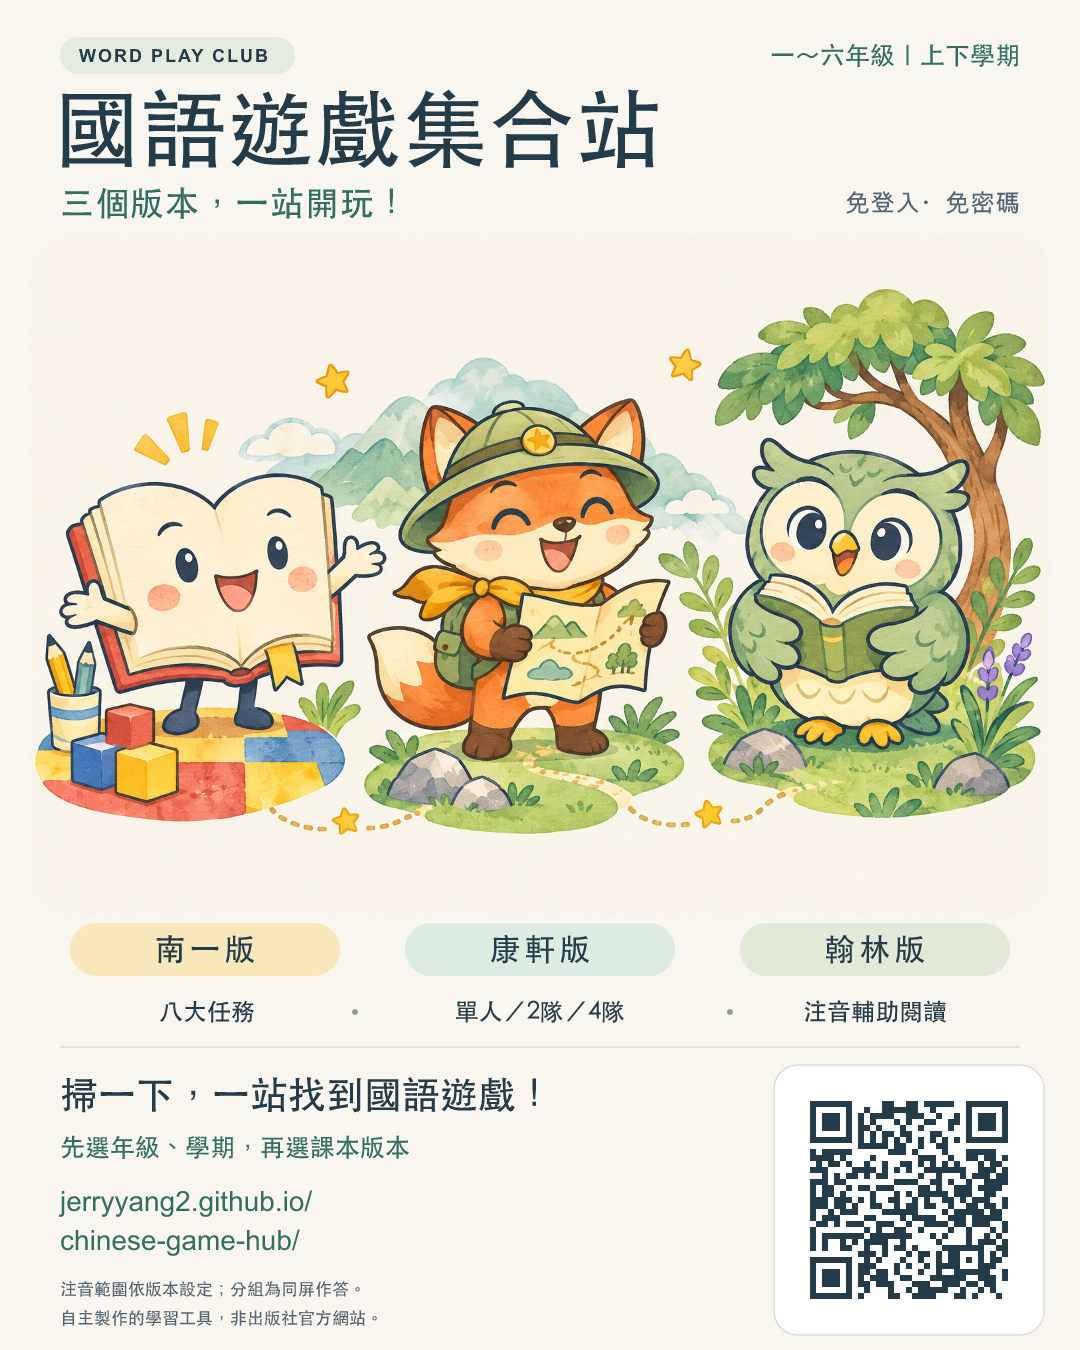 WORD PLAY CLUB
一～六年級｜上下學期
國語遊戲集合站
三個版本，一站開玩！
免登入·免密碼
南一版
康軒版
翰林版
八大任務
•
單人／2隊／4隊
•
注音輔助閱讀
掃一下，一站找到國語遊戲！
先選年級、學期，再選課本版本
jerryyang2.github.io/
chinese-game-hub/
注音範圍依版本設定；分組為同屏作答。
自主製作的學習工具，非出版社官方網站。